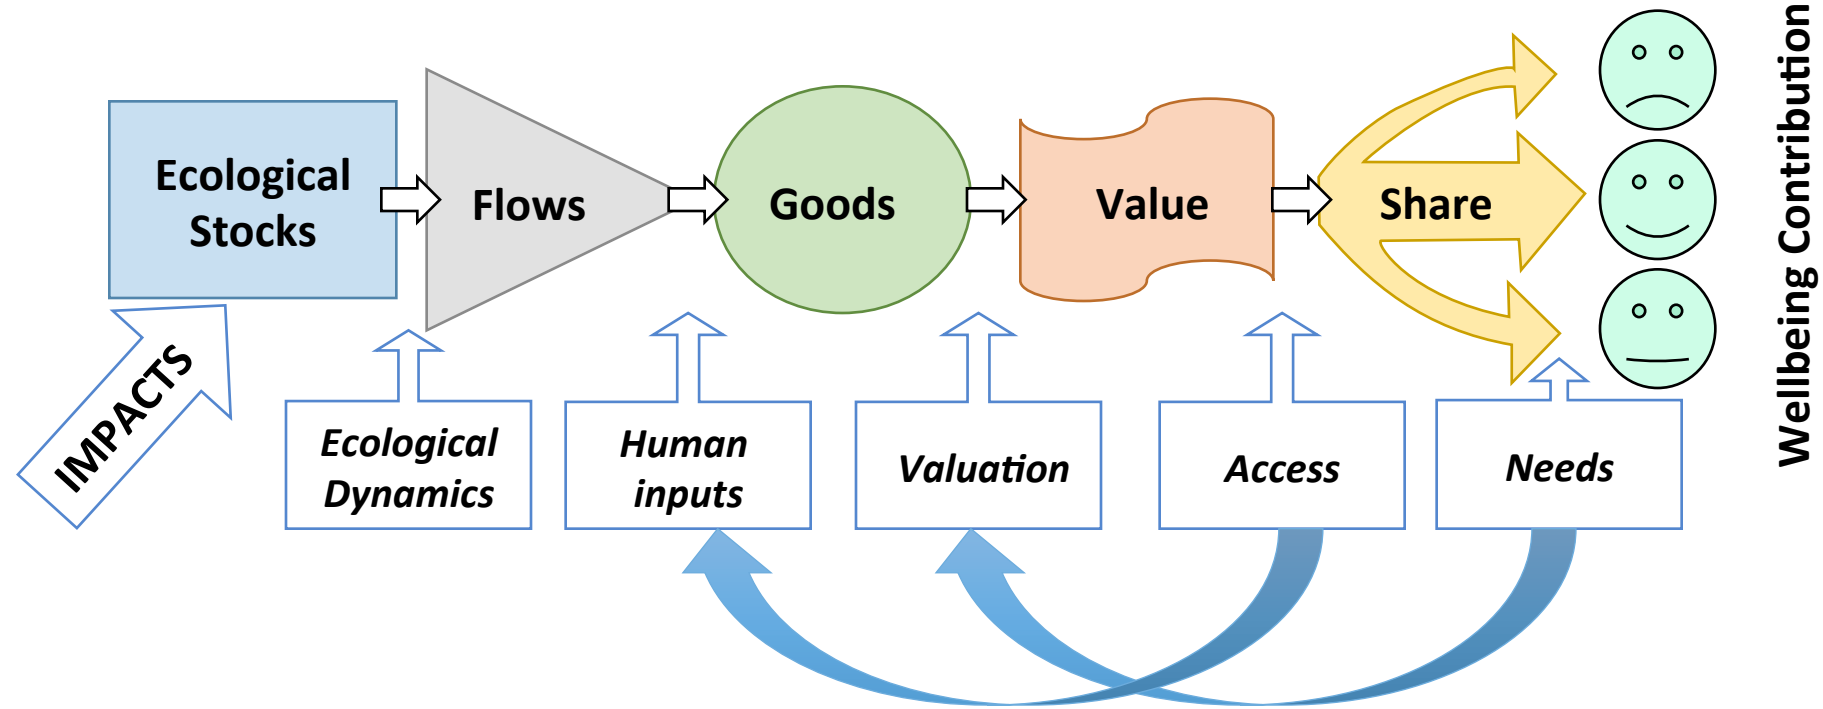 Ecological
Stocks
Flows
Goods
Value
Share
Wellbeing Contribution
IMPACTS
Ecological
Dynamics
Human
inputs
Valuation
Access
Needs